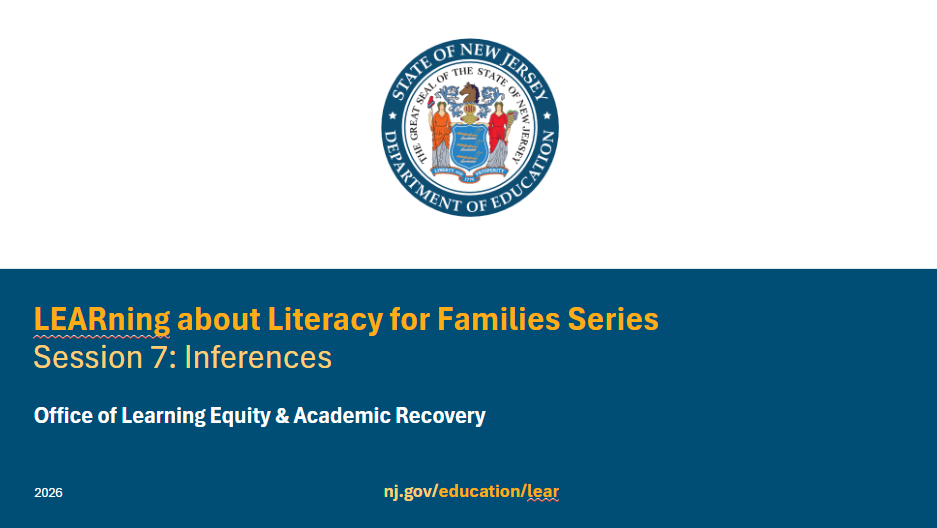 STATE OF NEW JERSEY
THE GREAT SEAL OF THE STATE OF NEW JERSEY
LIBERTY AND PROSPERITY
1776
DEPARTMENT OF EDUCATION
LEARning about Literacy for Families Series
Session 7: Inferences
Office of Learning Equity & Academic Recovery
2026
nj.gov/education/lear